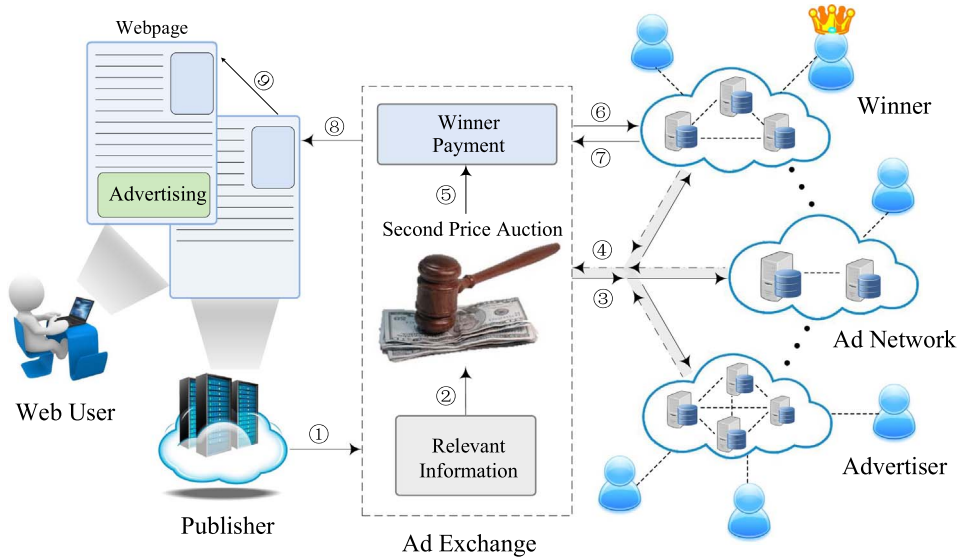 Webpage
Advertising
⑨
⑧
Winner
Payment
⑥
⑦
Winner
⑤
Second Price Auction
④
③
Ad Network
Web User
②
①
Relevant
Information
Publisher
Ad Exchange
Advertiser